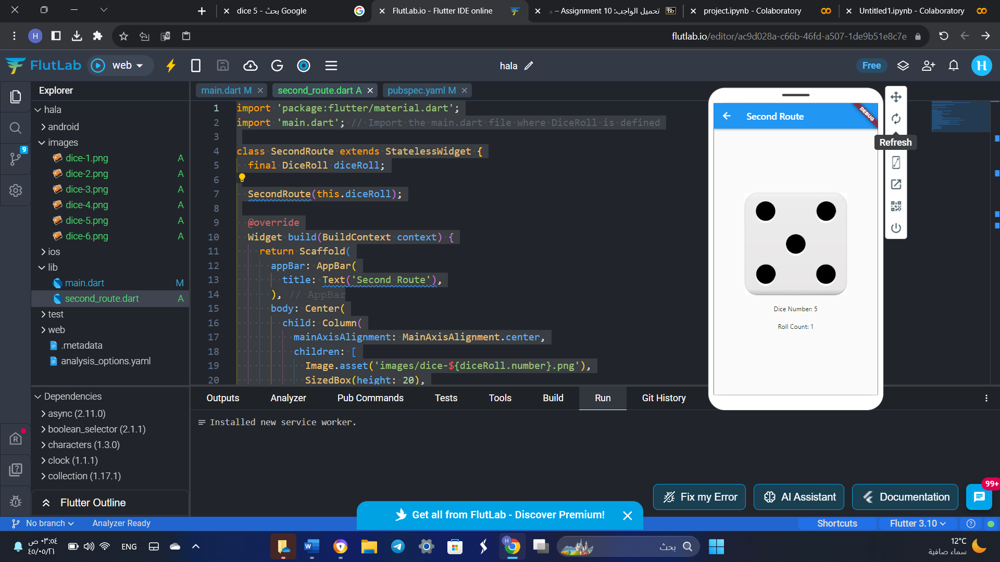 dice 5 - بحث Google
FlutLab.io - Flutter IDE online
تحميل الواجب: Assignment 10 –
project.ipynb - Colaboratory
Untitled1.ipynb - Colaboratory
H
flutlab.io/editor/ac9d028a-c66b-46fd-a507-1de9b51e8c7e
FlutLab
web
hala
Free
H
Explorer
hala
android
images
dice-1.png A
dice-2.png A
dice-3.png A
dice-4.png A
dice-5.png A
dice-6.png A
ios
lib
main.dart M
second_route.dart A
test
web
.metadata
analysis_options.yaml
9
Dependencies
async (2.11.0)
boolean_selector (2.1.1)
characters (1.3.0)
clock (1.1.1)
collection (1.17.1)
Flutter Outline
main.dart M
second_route.dart A
pubspec.yaml M
1 import 'package:flutter/material.dart';
2 import 'main.dart'; // Import the main.dart file where DiceRoll is defined
3
4 class SecondRoute extends StatelessWidget {
5 final DiceRoll diceRoll;
6
7 SecondRoute(this.diceRoll);
8
9 @override
10 Widget build(BuildContext context) {
11 return Scaffold(
12 appBar: AppBar(
13 title: Text('Second Route'),
14 ), // AppBar
15 body: Center(
16 child: Column(
17 mainAxisAlignment: MainAxisAlignment.center,
18 children: [
19 Image.asset('images/dice-${diceRoll.number}.png'),
20 SizedBox(height: 20),
Second Route
DEBUG
Refresh
Dice Number: 5
Roll Count: 1
Outputs
Analyzer
Pub Commands
Tests
Tools
Build
Run
Git History
Installed new service worker.
Fix my Error
AI Assistant
Documentation
99+
Get all from FlutLab - Discover Premium!
No branch
Analyzer Ready
Shortcuts
Flutter 3.10
٠٣:٥٤ ص
٤٥/٠٥/٢١
ENG
H
بحث
12°C
سماء صافية